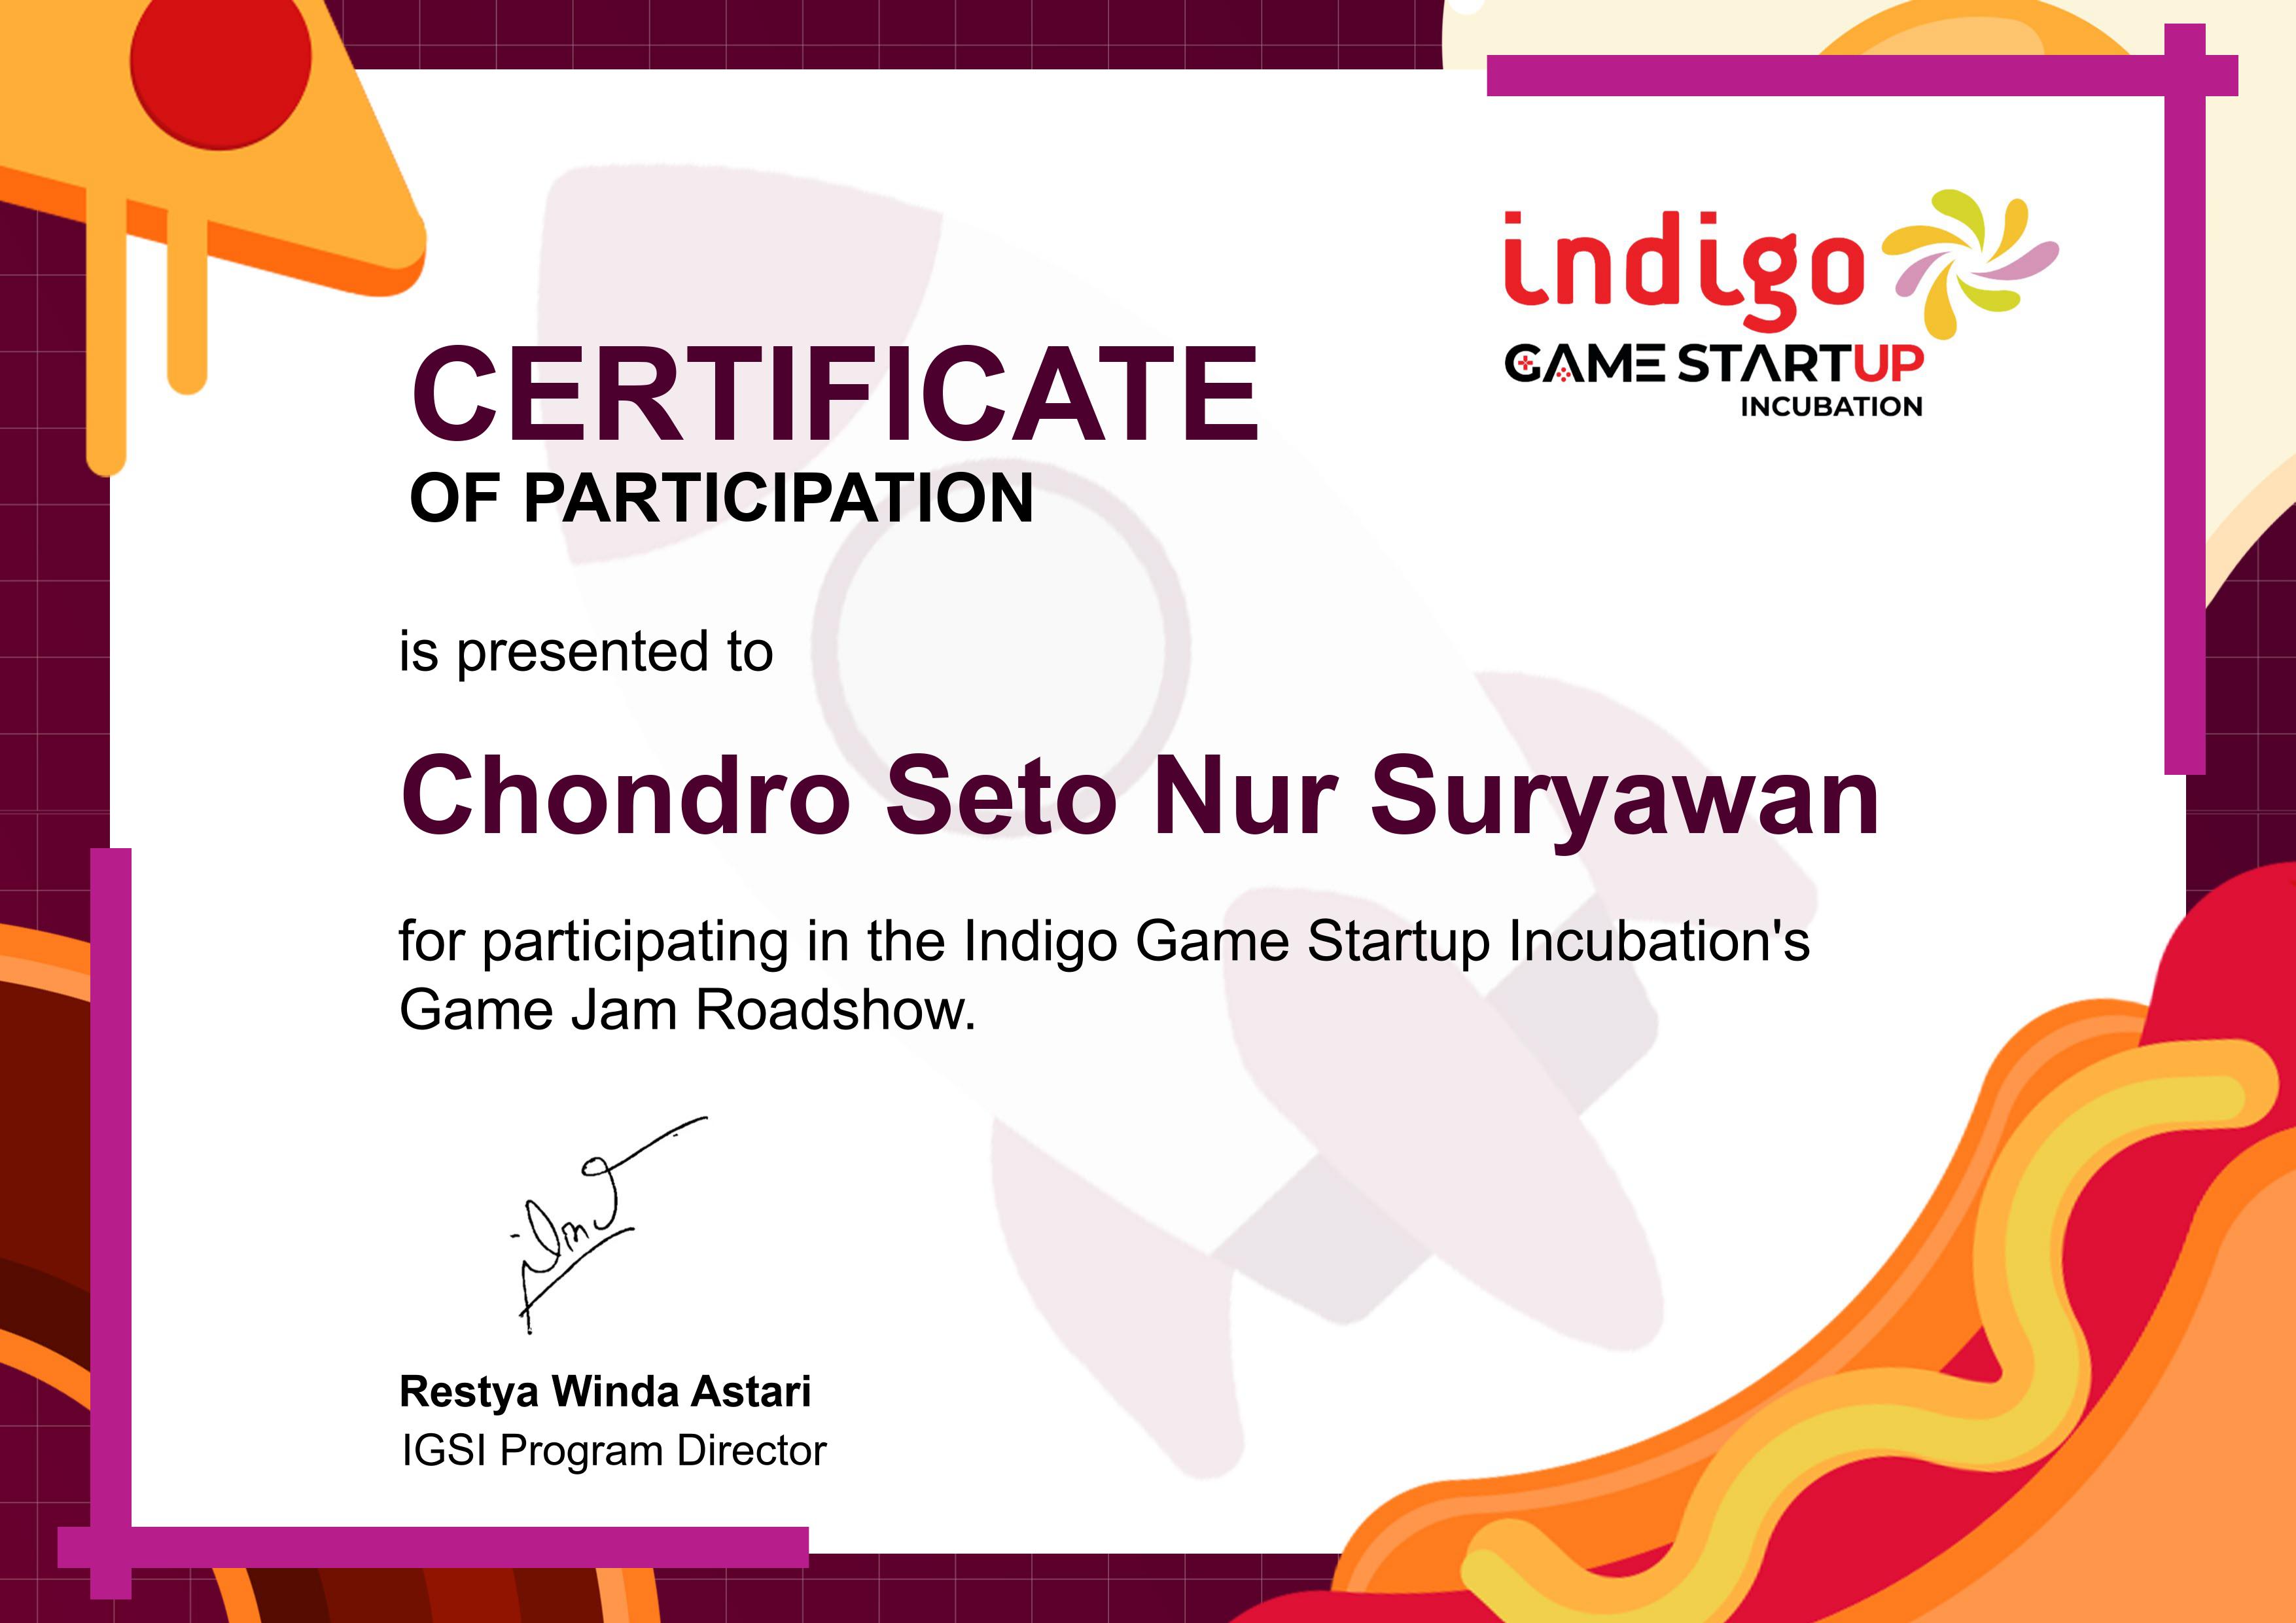 indigo
GAME STARTUP
INCUBATION
CERTIFICATE
OF PARTICIPATION
is presented to
Chondro Seto Nur Suryawan
for participating in the Indigo Game Startup Incubation's
Game Jam Roadshow.
Restya Winda Astari
IGSI Program Director